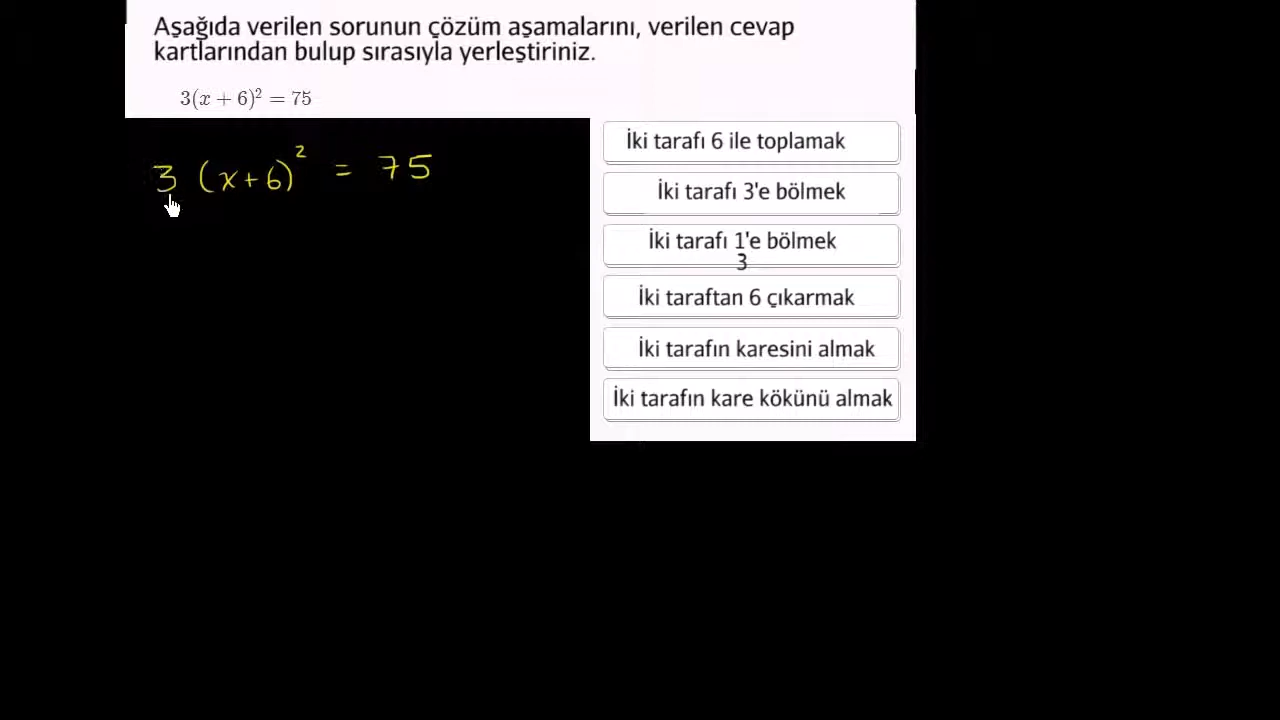 Aşağıda verilen sorunun çözüm aşamalarını, verilen cevap
kartlarından bulup sırasıyla yerleştiriniz.
3(x + 6)² = 75
3 (x+6)² = 75
İki tarafı 6 ile toplamak
İki tarafı 3'e bölmek
İki tarafı 1'e bölmek
3
İki taraftan 6 çıkarmak
İki tarafın karesini almak
İki tarafın kare kökünü almak